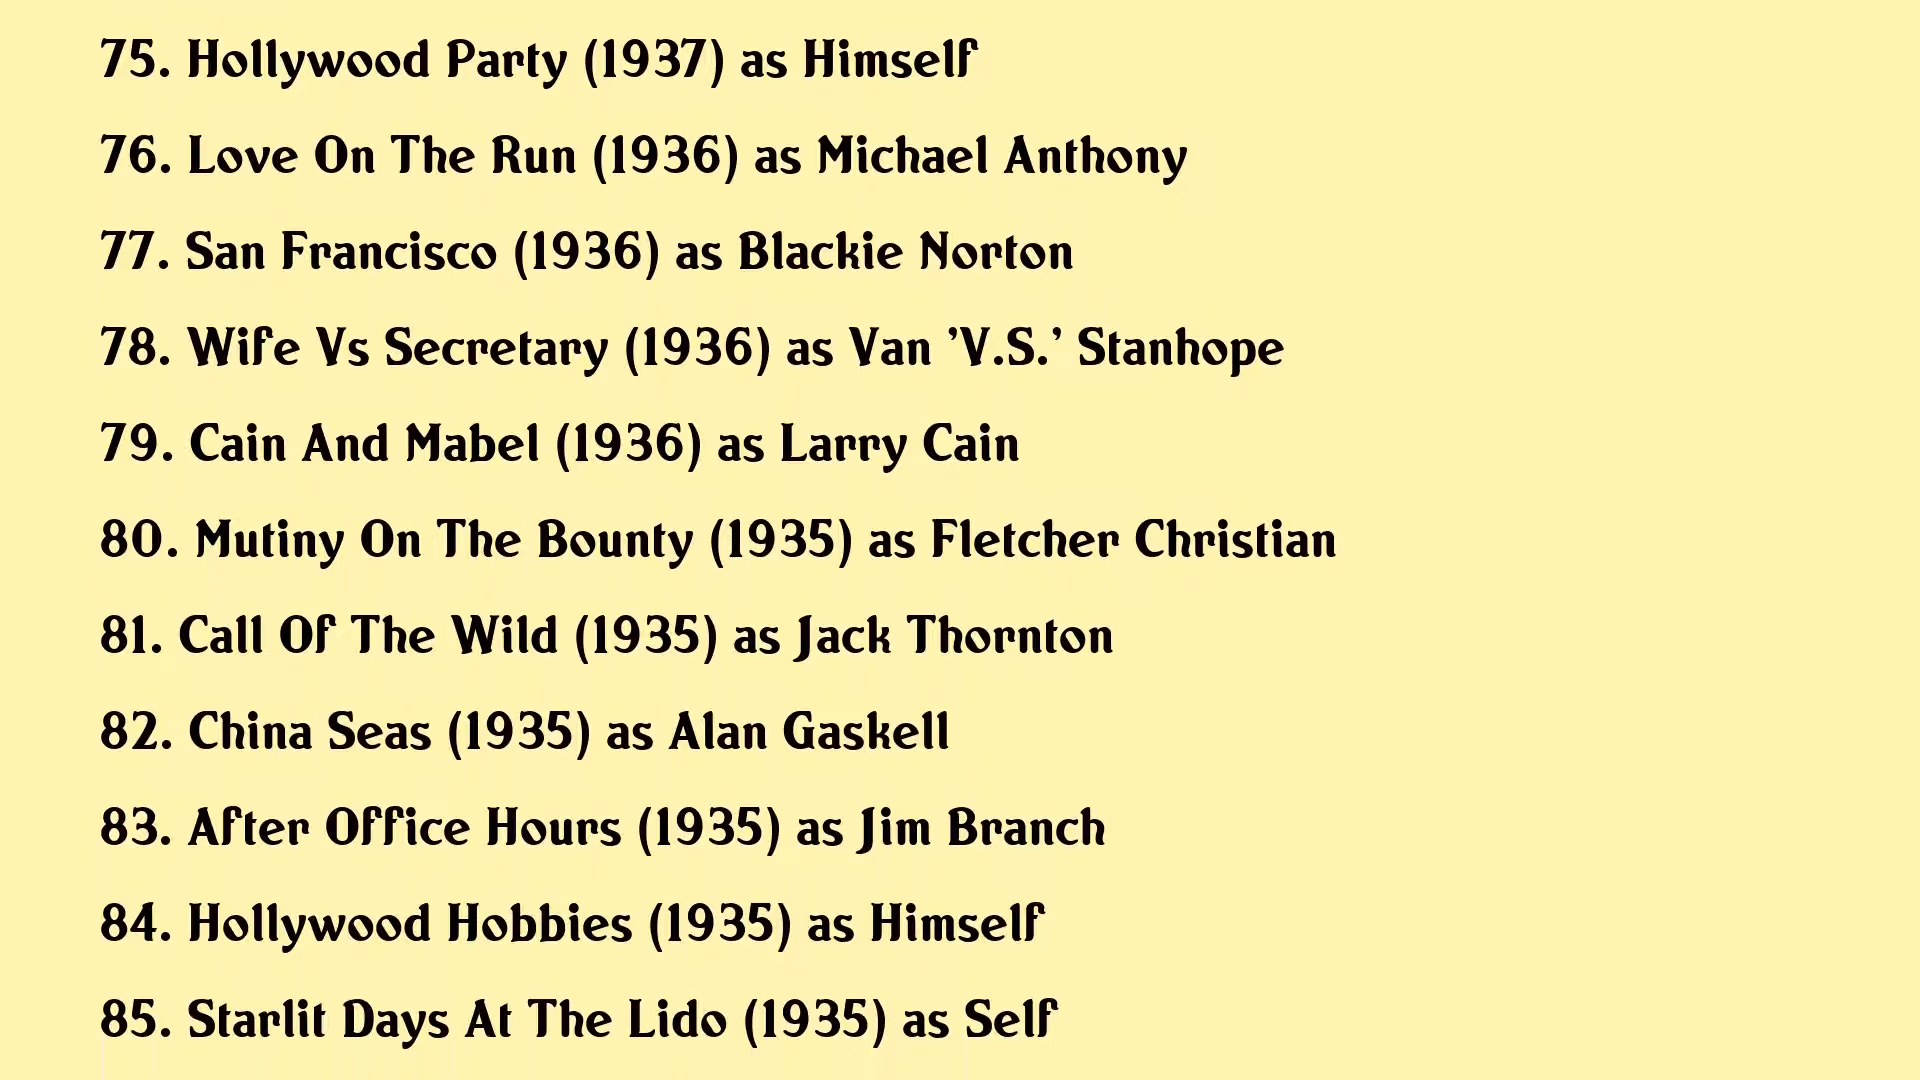 75. Hollywood Party (1937) as Himself
76. Love On The Run (1936) as Michael Anthony
77. San Francisco (1936) as Blackie Norton
78. Wife Vs Secretary (1936) as Van 'V.S.' Stanhope
79. Cain And Mabel (1936) as Larry Cain
80. Mutiny On The Bounty (1935) as Fletcher Christian
81. Call Of The Wild (1935) as Jack Thornton
82. China Seas (1935) as Alan Gaskell
83. After Office Hours (1935) as Jim Branch
84. Hollywood Hobbies (1935) as Himself
85. Starlit Days At The Lido (1935) as Self